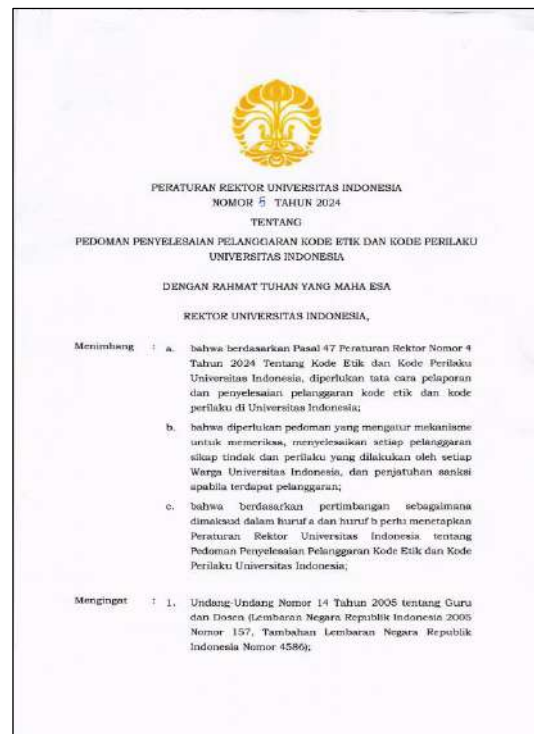 PERATURAN REKTOR UNIVERSITAS INDONESIA
NOMOR 5 TAHUN 2024
TENTANG
PEDOMAN PENYELESAIAN PELANGGARAN KODE ETIK DAN KODE PERILAKU
UNIVERSITAS INDONESIA
DENGAN RAHMAT TUHAN YANG MAHA ESA
REKTOR UNIVERSITAS INDONESIA,
Menimbang : a. bahwa berdasarkan Pasal 47 Peraturan Rektor Nomor 4
Tahun 2024 Tentang Kode Etik dan Kode Perilaku
Universitas Indonesia, diperlukan tata cara pelaporan
dan penyelesaian pelanggaran kode etik dan kode
perilaku di Universitas Indonesia;
b. bahwa diperlukan pedoman yang mengatur mekanisme
untuk memeriksa, menyelesaikan setiap pelanggaran
sikap tindak dan perilaku yang dilakukan oleh setiap
Warga Universitas Indonesia, dan penjatuhan sanksi
apabila terdapat pelanggaran;
c. bahwa berdasarkan pertimbangan sebagaimana
dimaksud dalam huruf a dan huruf b perlu menetapkan
Peraturan Rektor Universitas Indonesia tentang
Pedoman Penyelesaian Pelanggaran Kode Etik dan Kode
Perilaku Universitas Indonesia;
Mengingat : 1. Undang-Undang Nomor 14 Tahun 2005 tentang Guru
dan Dosen (Lembaran Negara Republik Indonesia 2005
Nomor 157, Tambahan Lembaran Negara Republik
Indonesia Nomor 4586);